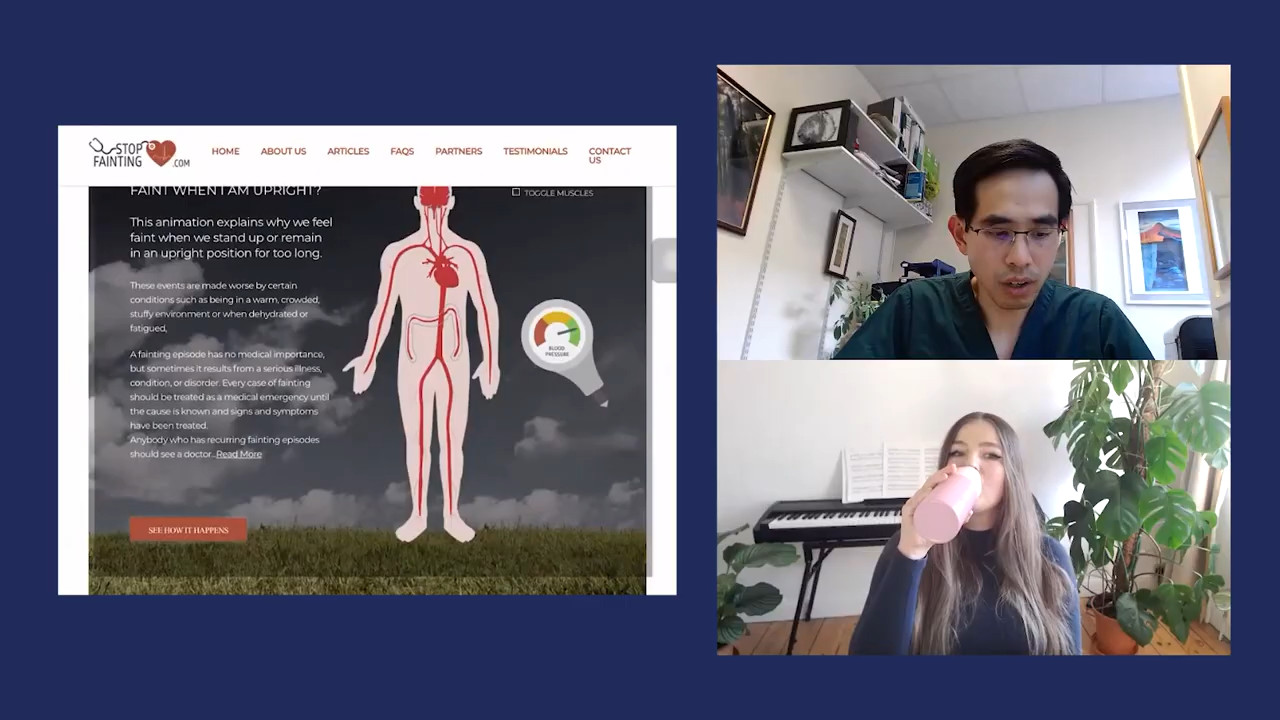 STOP
FAINTING
.COM
HOME
ABOUT US
ARTICLES
FAQS
PARTNERS
TESTIMONIALS
CONTACT
US
FAINT WHEN I AM UPRIGHT?
TOGGLE MUSCLES
This animation explains why we feel
faint when we stand up or remain
in an upright position for too long.
These events are made worse by certain
conditions such as being in a warm, crowded,
stuffy environment or when dehydrated or
fatigued,
A fainting episode has no medical importance,
but sometimes it results from a serious illness,
condition, or disorder. Every case of fainting
should be treated as a medical emergency until
the cause is known and signs and symptoms
have been treated.
Anybody who has recurring fainting episodes
should see a doctor...Read More
BLOOD
PRESSURE
SEE HOW IT HAPPENS